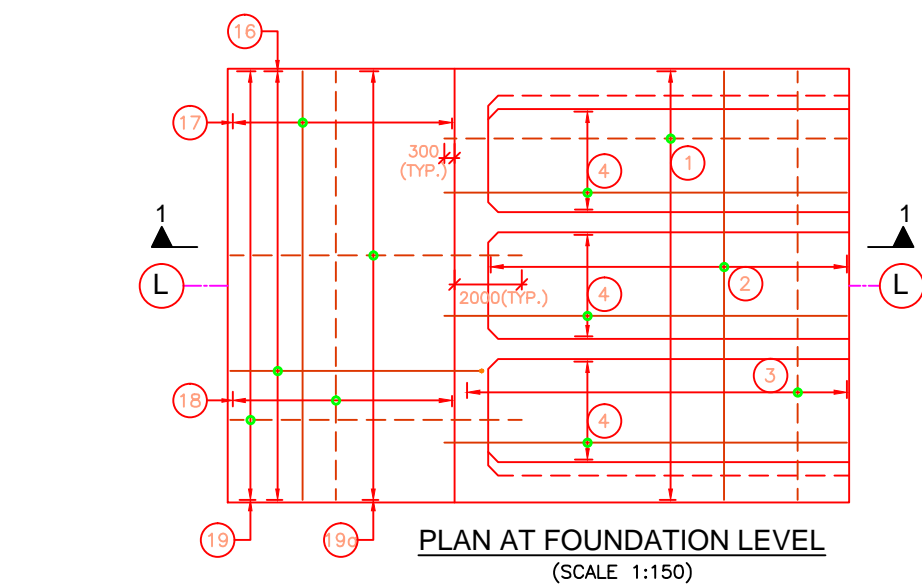 16
17
300
(TYP.)
4
1
1
1
L
L
2000(TYP.)
4
2
3
18
4
19
19a
PLAN AT FOUNDATION LEVEL
(SCALE 1:150)